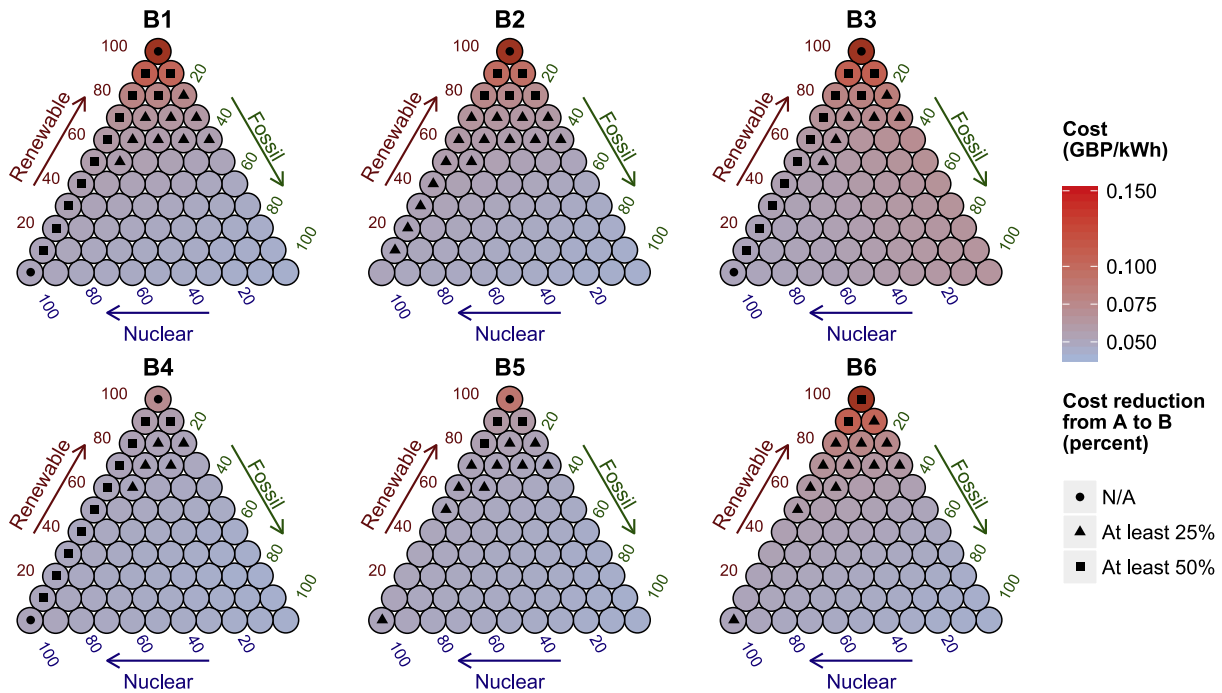 B1
B2
B3
100
80
60
40
20
Renewable
20
40
60
80
100
Fossil
100
80
60
40
20
Nuclear
100
80
60
40
20
Renewable
20
40
60
80
100
Fossil
100
80
60
40
20
Nuclear
100
80
60
40
20
Renewable
20
40
60
80
100
Fossil
100
80
60
40
20
Nuclear
B4
B5
B6
100
80
60
40
20
Renewable
20
40
60
80
100
Fossil
100
80
60
40
20
Nuclear
100
80
60
40
20
Renewable
20
40
60
80
100
Fossil
100
80
60
40
20
Nuclear
100
80
60
40
20
Renewable
20
40
60
80
100
Fossil
100
80
60
40
20
Nuclear
Cost
(GBP/kWh)
0.150
0.100
0.075
0.050
Cost reduction
from A to B
(percent)
N/A
At least 25%
At least 50%